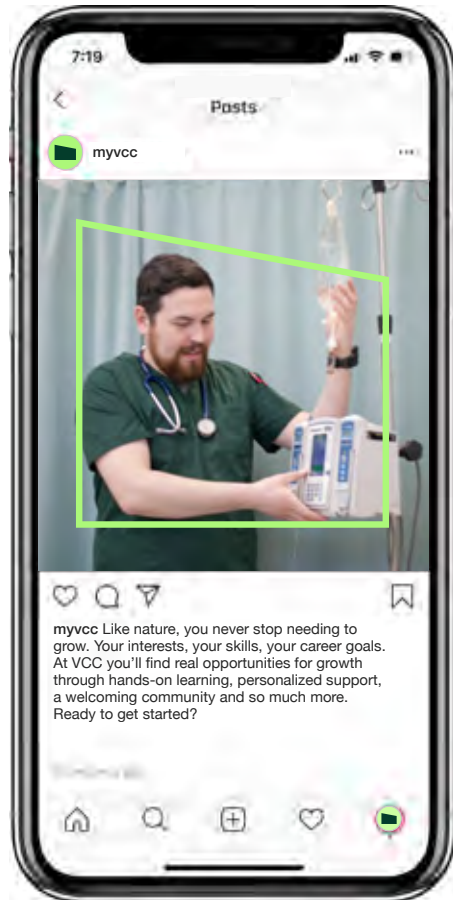 7:19
Posts
myvcc
myvcc Like nature, you never stop needing to
grow. Your interests, your skills, your career goals.
At VCC you’ll find real opportunities for growth
through hands-on learning, personalized support,
a welcoming community and so much more.
Ready to get started?